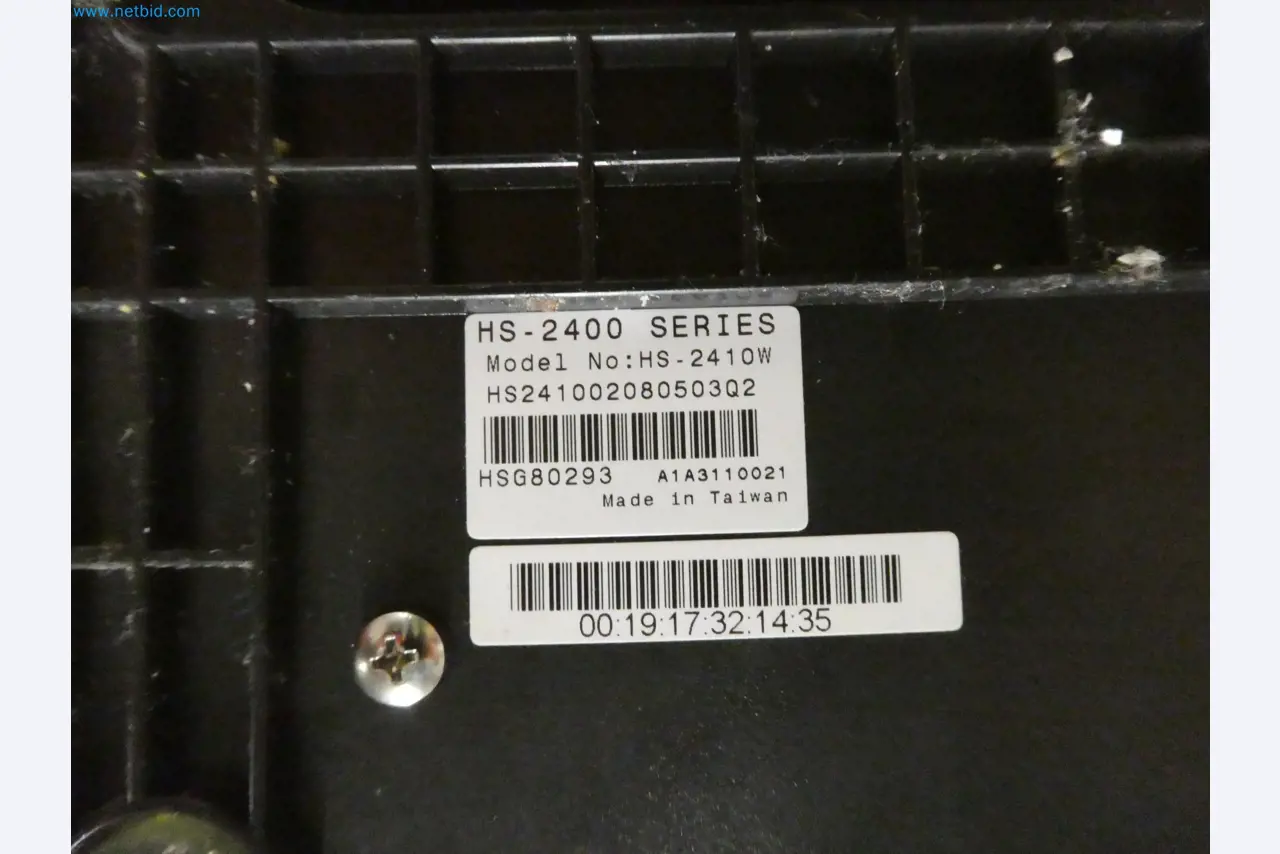 www.netbid.com
HS-2400 SERIES
Model No:HS-2410W
HS241002080503Q2
HSG80293 A1A3110021
Made in Taiwan
00:19:17:32:14:35